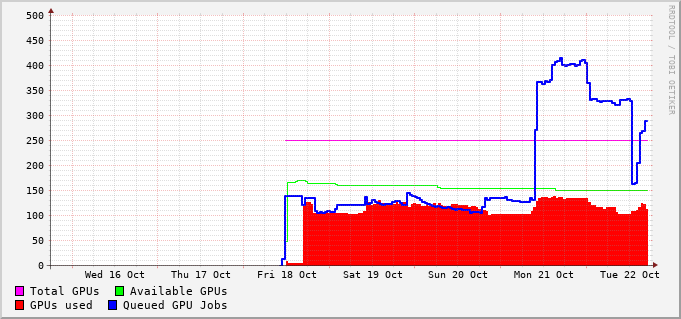 500
450
400
350
300
250
200
150
100
50
0
Wed 16 Oct Thu 17 Oct Fri 18 Oct Sat 19 Oct Sun 20 Oct Mon 21 Oct Tue 22 Oct
Total GPUs Available GPUs
GPUs used Queued GPU Jobs
RRDTOOL / TOBI OETIKER